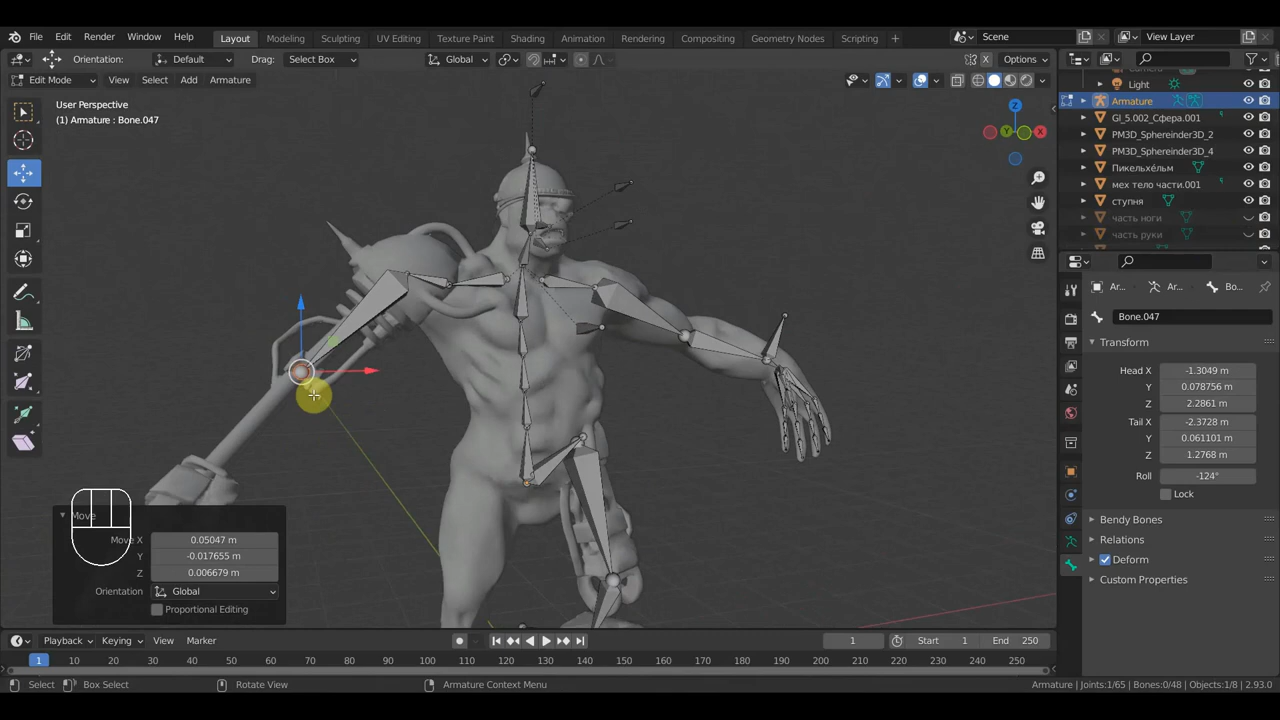 File Edit Render Window Help Layout Modeling Sculpting UV Editing Texture Paint Shading Animation Rendering Compositing Geometry Nodes Scripting + Scene View Layer
Orientation: Default Drag: Select Box Global Options
Edit Mode View Select Add Armature
User Perspective
(1) Armature : Bone.047
Z
Y X
Light
Armature
GI_5.002_Сфера.001
PM3D_Sphereinder3D_2
PM3D_Sphereinder3D_4
Пикельхе́льм
мех тело части.001
ступня
часть ноги
часть руки
Ar... Ar... Bo...
Bone.047
Transform
Head X -1.3049 m
Y 0.078756 m
Z 2.2861 m
Tail X -2.3728 m
Y 0.061101 m
Z 1.2768 m
Roll -124°
Lock
Bendy Bones
Relations
Deform
Custom Properties
Move
Move X 0.05047 m
Y -0.017655 m
Z 0.006679 m
Orientation Global
Proportional Editing
Playback Keying View Marker 1 Start 1 End 250
1 10 20 30 40 50 60 70 80 90 100 110 120 130 140 150 160 170 180 190 200 210 220 230 240 250
Select Box Select Rotate View Armature Context Menu Armature | Joints:1/65 | Bones:0/48 | Objects:1/8 | 2.93.0